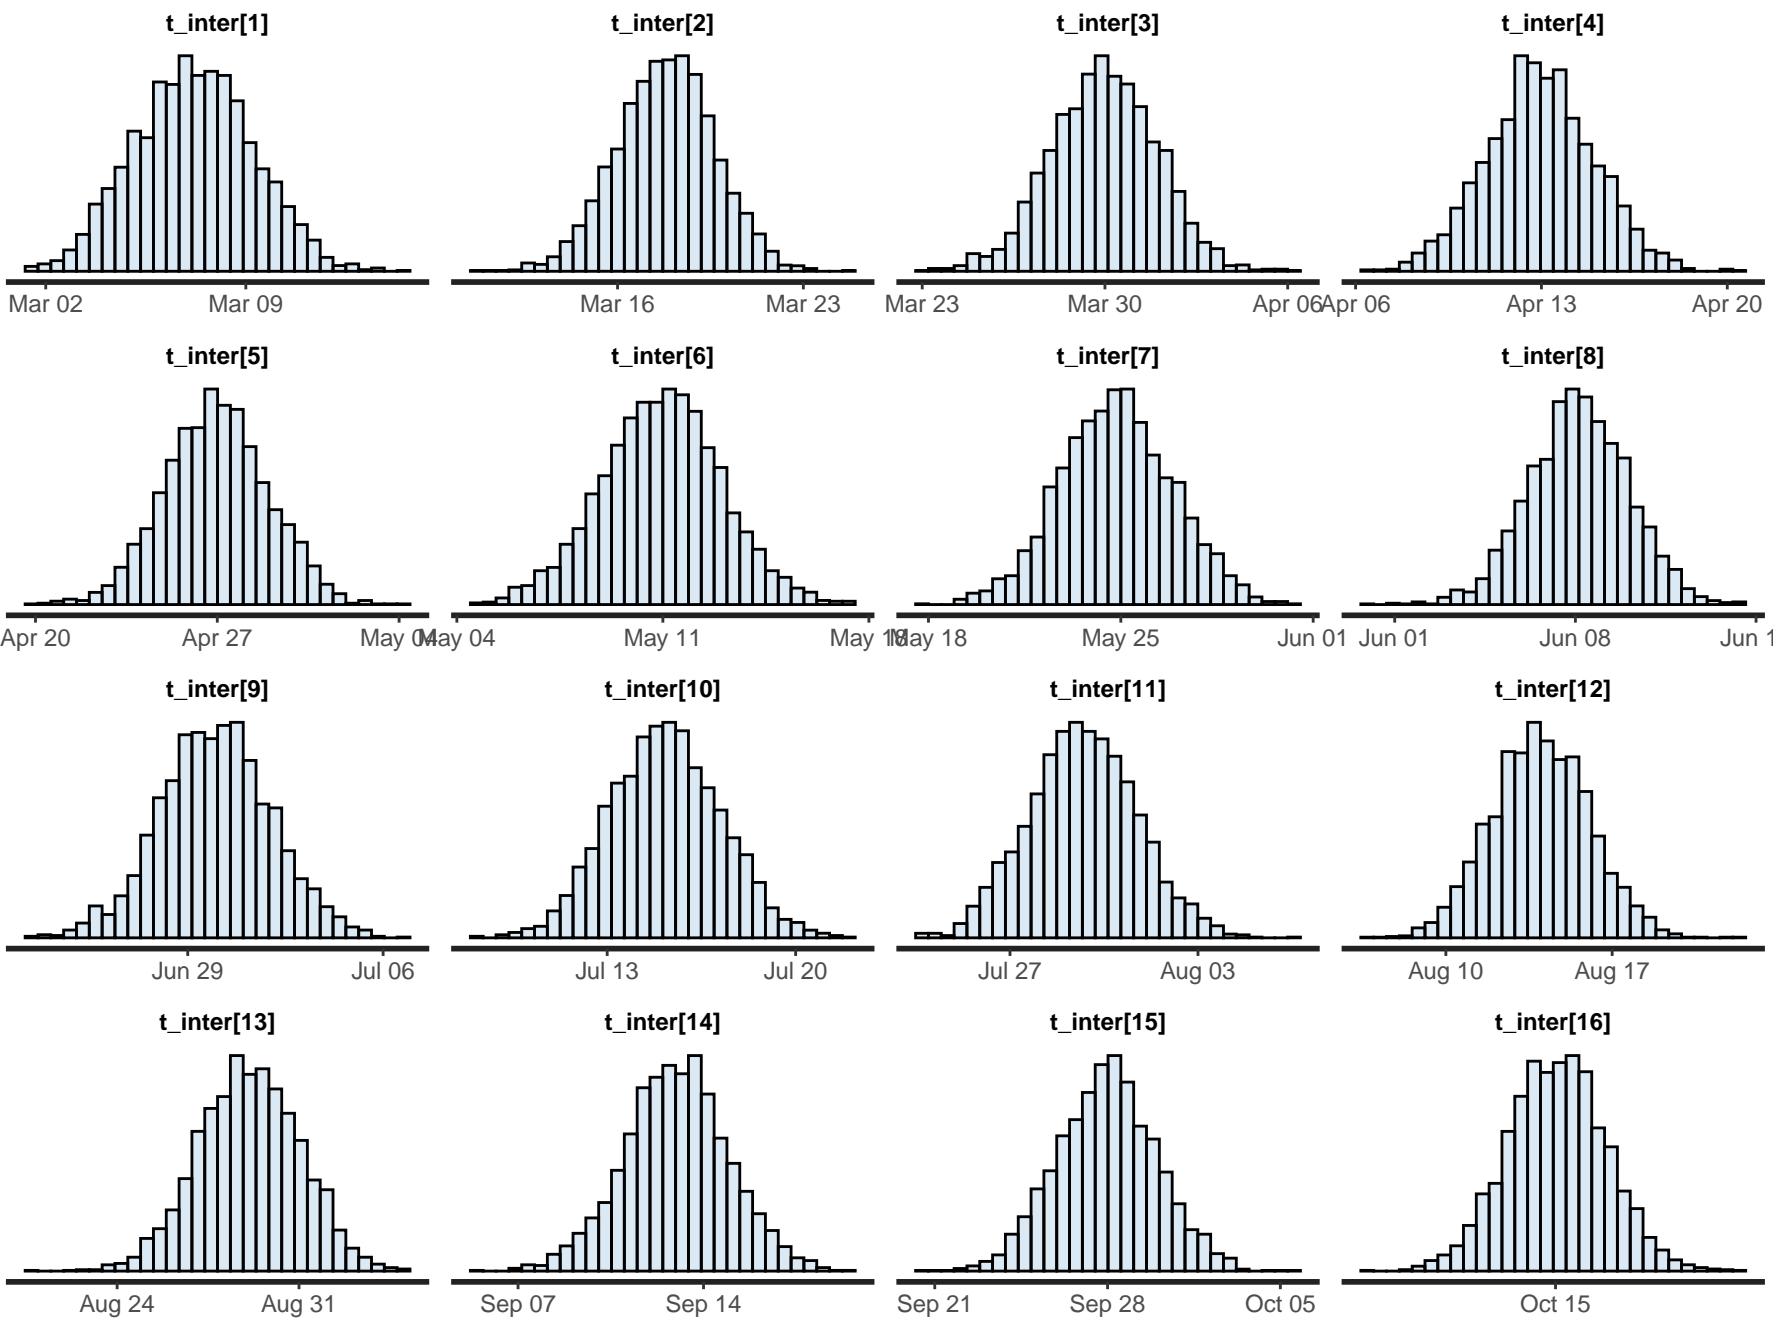 t_inter[1] t_inter[2] t_inter[3] t_inter[4]
Mar 02 Mar 09 Mar 16 Mar 23 Mar 23 Mar 30 Apr 06 Apr 06 Apr 13 Apr 20
t_inter[5] t_inter[6] t_inter[7] t_inter[8]
Apr 20 Apr 27 May 04 May 04 May 11 May 18 May 18 May 25 Jun 01 Jun 01 Jun 08 Jun 1
t_inter[9] t_inter[10] t_inter[11] t_inter[12]
Jun 29 Jul 06 Jul 13 Jul 20 Jul 27 Aug 03 Aug 10 Aug 17
t_inter[13] t_inter[14] t_inter[15] t_inter[16]
Aug 24 Aug 31 Sep 07 Sep 14 Sep 21 Sep 28 Oct 05 Oct 15